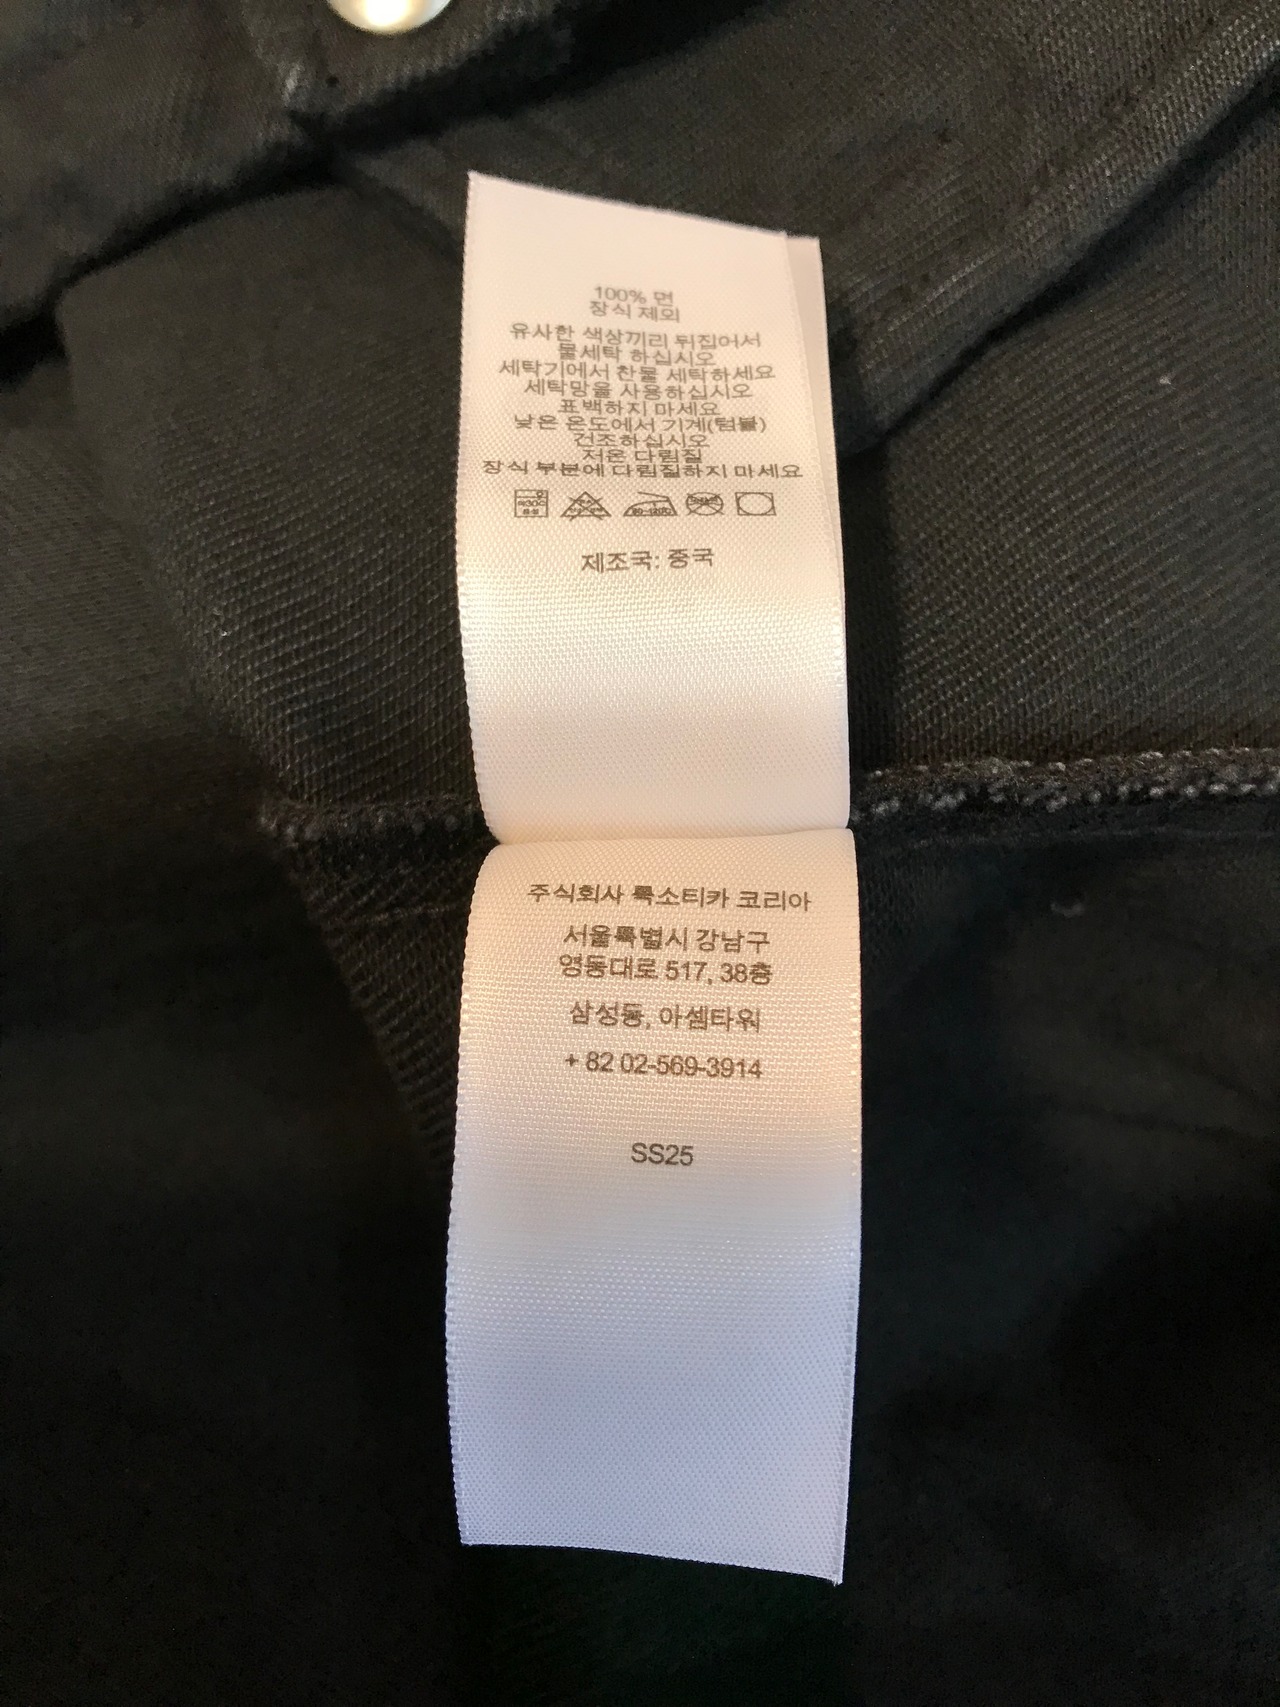 100% 면
장식 제외
유사한 색상끼리 뒤집어서
물세탁 하십시오
세탁기에서 찬물 세탁하세요
세탁망을 사용하십시오
표백하지 마세요
낮은 온도에서 기계(텀블)
건조하십시오
저온 다림질
장식 부분에 다림질하지 마세요
제조국: 중국
주식회사 룩소티카 코리아
서울특별시 강남구
영동대로 517, 38층
삼성동, 아셈타워
+ 82 02-569-3914
SS25